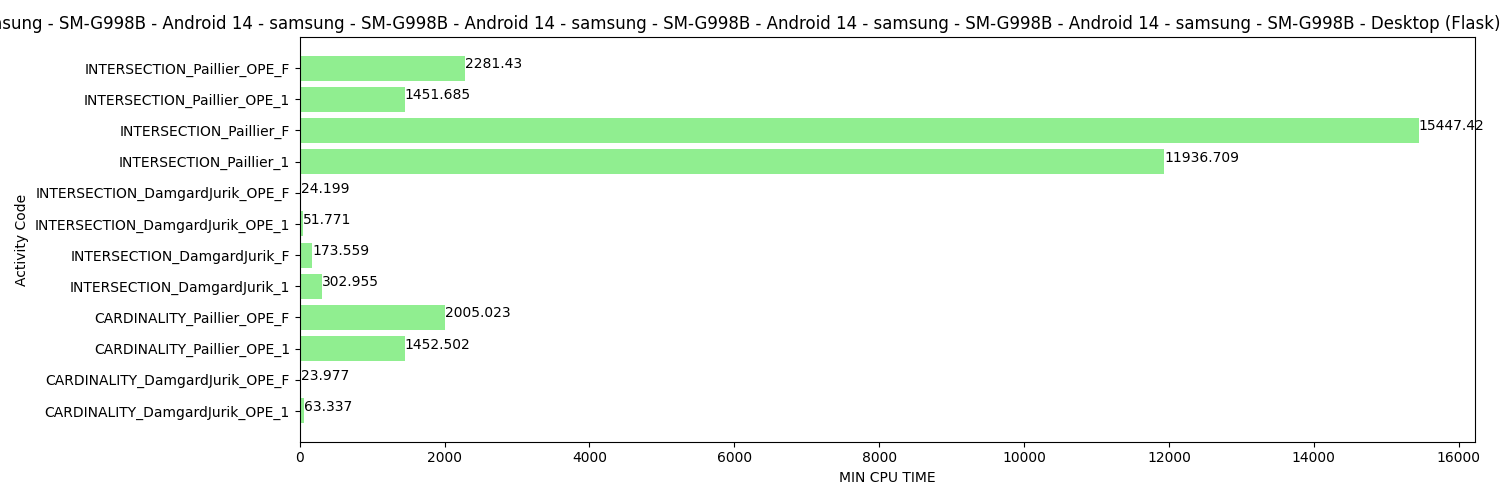 sung - SM-G998B - Android 14 - samsung - SM-G998B - Android 14 - samsung - SM-G998B - Android 14 - samsung - SM-G998B - Android 14 - samsung - SM-G998B - Desktop (Flask)
INTERSECTION_Paillier_OPE_F 2281.43
INTERSECTION_Paillier_OPE_1 1451.685
INTERSECTION_Paillier_F 15447.42
INTERSECTION_Paillier_1 11936.709
INTERSECTION_DamgardJurik_OPE_F 24.199
INTERSECTION_DamgardJurik_OPE_1 51.771
INTERSECTION_DamgardJurik_F 173.559
INTERSECTION_DamgardJurik_1 302.955
CARDINALITY_Paillier_OPE_F 2005.023
CARDINALITY_Paillier_OPE_1 1452.502
CARDINALITY_DamgardJurik_OPE_F 23.977
CARDINALITY_DamgardJurik_OPE_1 63.337
Activity Code
0 2000 4000 6000 8000 10000 12000 14000 16000
MIN CPU TIME